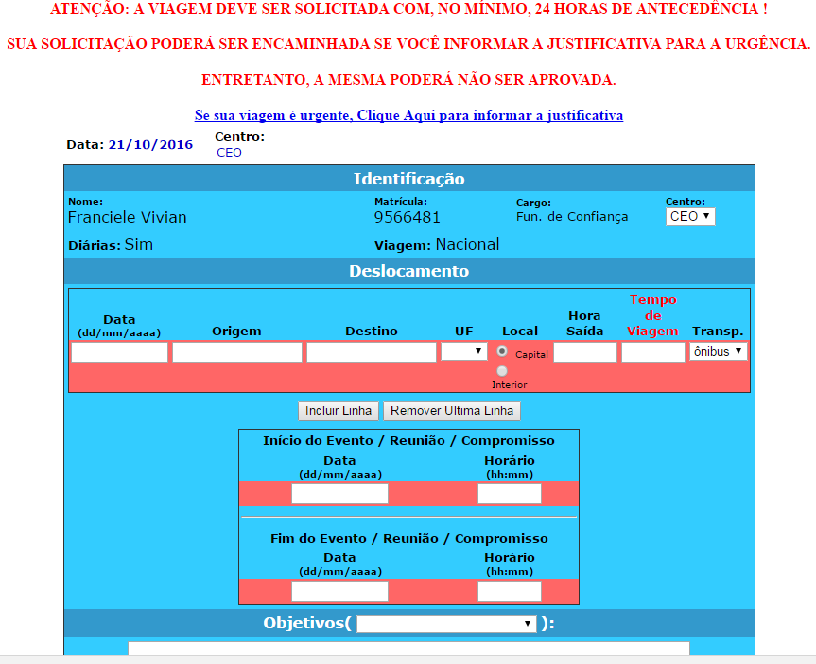 ATENÇÃO: A VIAGEM DEVE SER SOLICITADA COM, NO MÍNIMO, 24 HORAS DE ANTECEDÊNCIA !
SUA SOLICITAÇÃO PODERÁ SER ENCAMINHADA SE VOCÊ INFORMAR A JUSTIFICATIVA PARA A URGÊNCIA.
ENTRETANTO, A MESMA PODERÁ NÃO SER APROVADA.
Se sua viagem é urgente, Clique Aqui para informar a justificativa
Data: 21/10/2016 Centro:
CEO
Identificação
Nome: Matrícula: Cargo: Centro:
Franciele Vivian 9566481 Fun. de Confiança CEO
Diárias: Sim Viagem: Nacional
Deslocamento
Data (dd/mm/aaaa) Origem Destino UF Local Hora Saída Tempo de Viagem Transp.
Capital ônibus
Interior
Incluir Linha Remover Ultima Linha
Início do Evento / Reunião / Compromisso
Data Horário
(dd/mm/aaaa) (hh:mm)
Fim do Evento / Reunião / Compromisso
Data Horário
(dd/mm/aaaa) (hh:mm)
Objetivos( ):